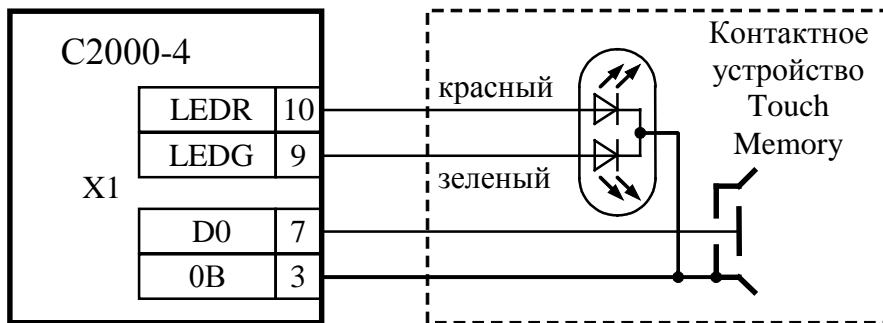 С2000-4
Контактное
устройство
Touch
Memory
красный
LEDR 10
LEDG 9
зеленый
X1
D0 7
0В 3